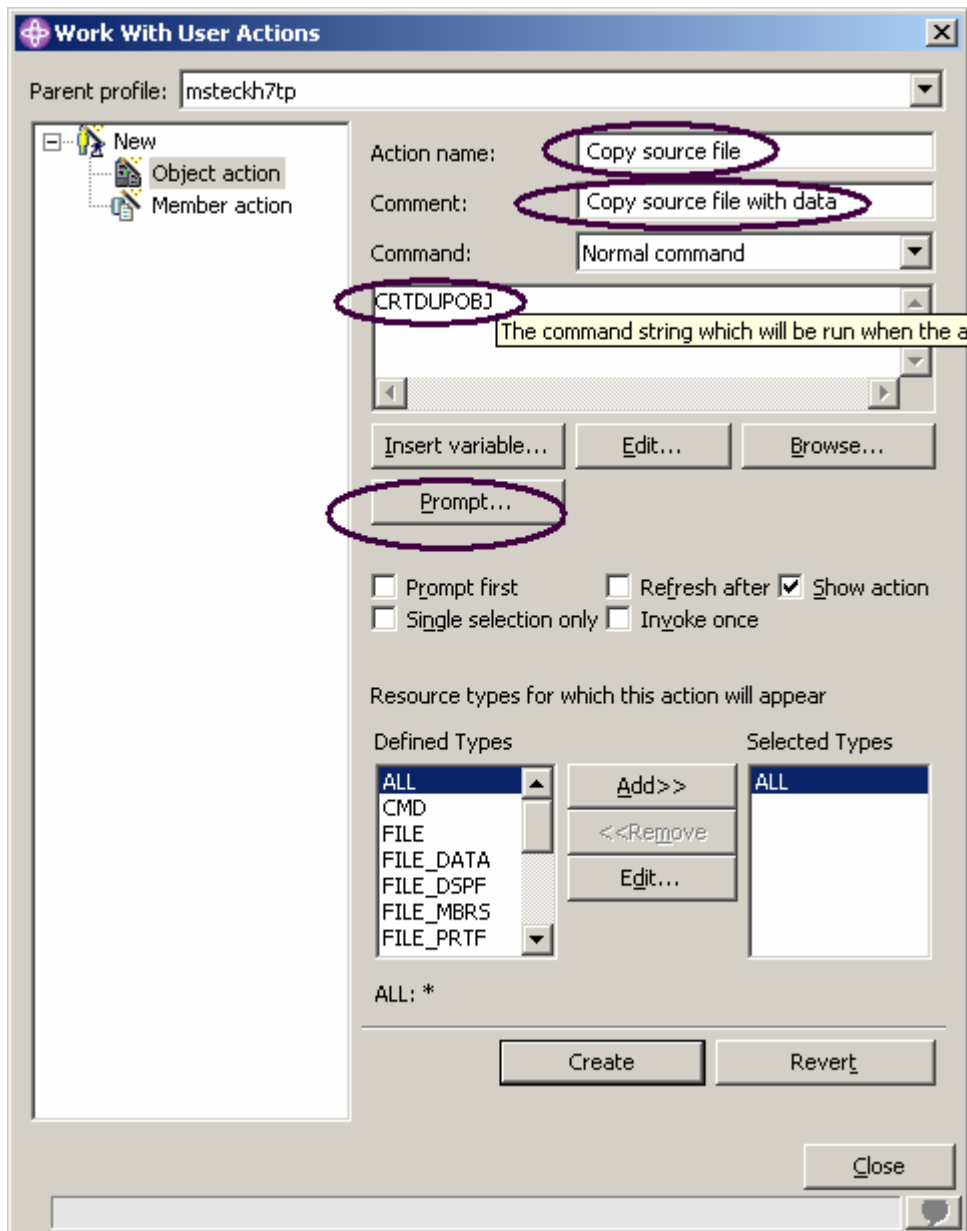 Work With User Actions
Parent profile: msteckh7tp
New
Object action
Member action
Action name: Copy source file
Comment: Copy source file with data
Command: Normal command
CRTDUPOBJ
The command string which will be run when the a
Insert variable... Edit... Browse...
Prompt...
Prompt first Refresh after Show action
Single selection only Invoke once
Resource types for which this action will appear
Defined Types Selected Types
ALL
CMD
FILE
FILE_DATA
FILE_DSPF
FILE_MBRS
FILE_PRTF
Add>>
<<Remove
Edit...
ALL
ALL: *
Create Revert
Close